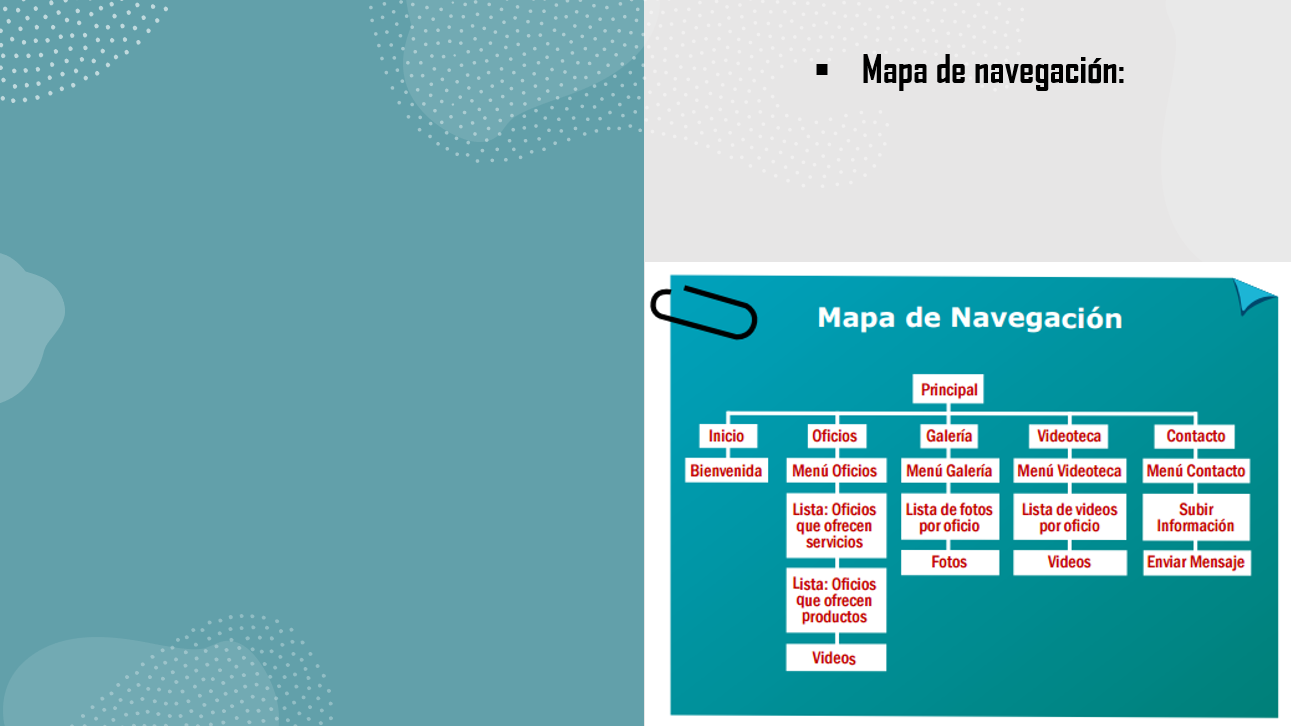 ▪ Mapa de navegación:
Mapa de Navegación
Principal
Inicio
Oficios
Galería
Videoteca
Contacto
Bienvenida
Menú Oficios
Menú Galería
Menú Videoteca
Menú Contacto
Lista: Oficios
que ofrecen
servicios
Lista de fotos
por oficio
Lista de videos
por oficio
Subir
Información
Fotos
Videos
Enviar Mensaje
Lista: Oficios
que ofrecen
productos
Videos